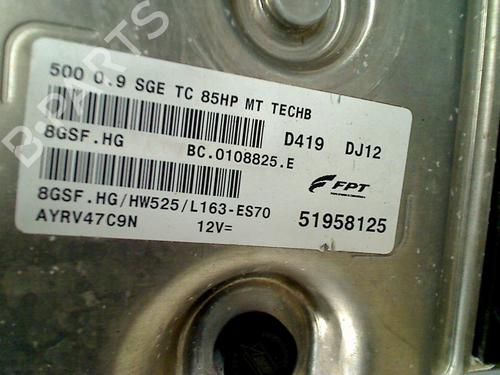 B-PARTS
500 0.9 SGE TC 85HP MT TECHB
8GSF.HG
BC.0108825.E
D419 DJ12
FPT
8GSF.HG/HW525/L163-ES70
AYRV47C9N
12V=
51958125